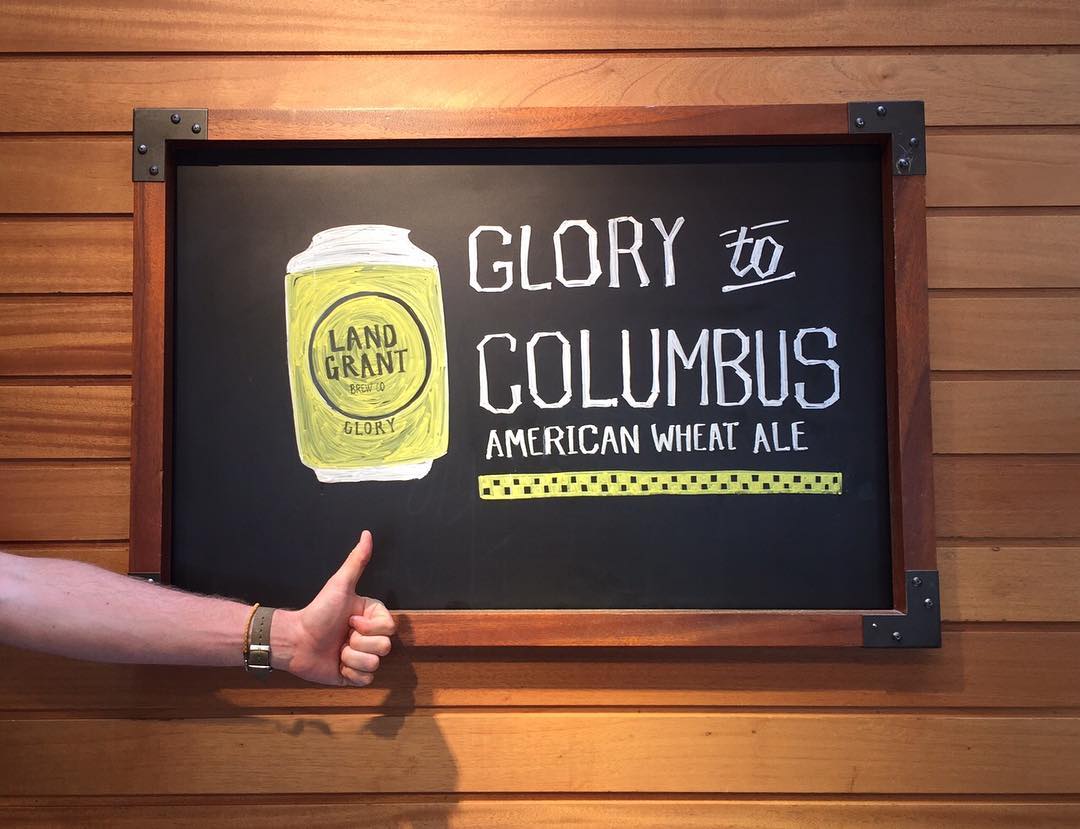 LAND
GRANT
BREW CO
GLORY
GLORY to
COLUMBUS
AMERICAN WHEAT ALE